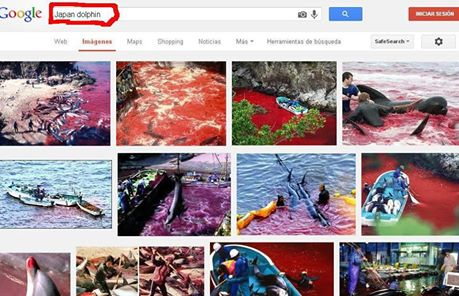 Google Japan dolphin INICIAR SESIÓN
Web Imágenes Maps Shopping Noticias Más Herramientas de búsqueda SafeSearch